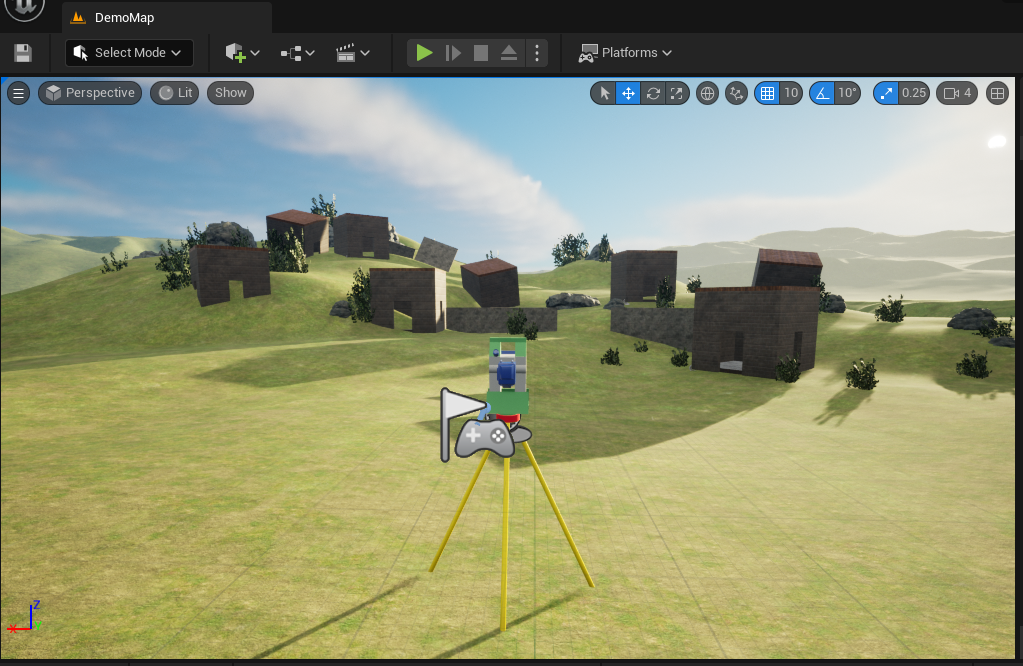 DemoMap
Select Mode
Platforms
Perspective
Lit
Show
10
10°
0.25
4
Z
X